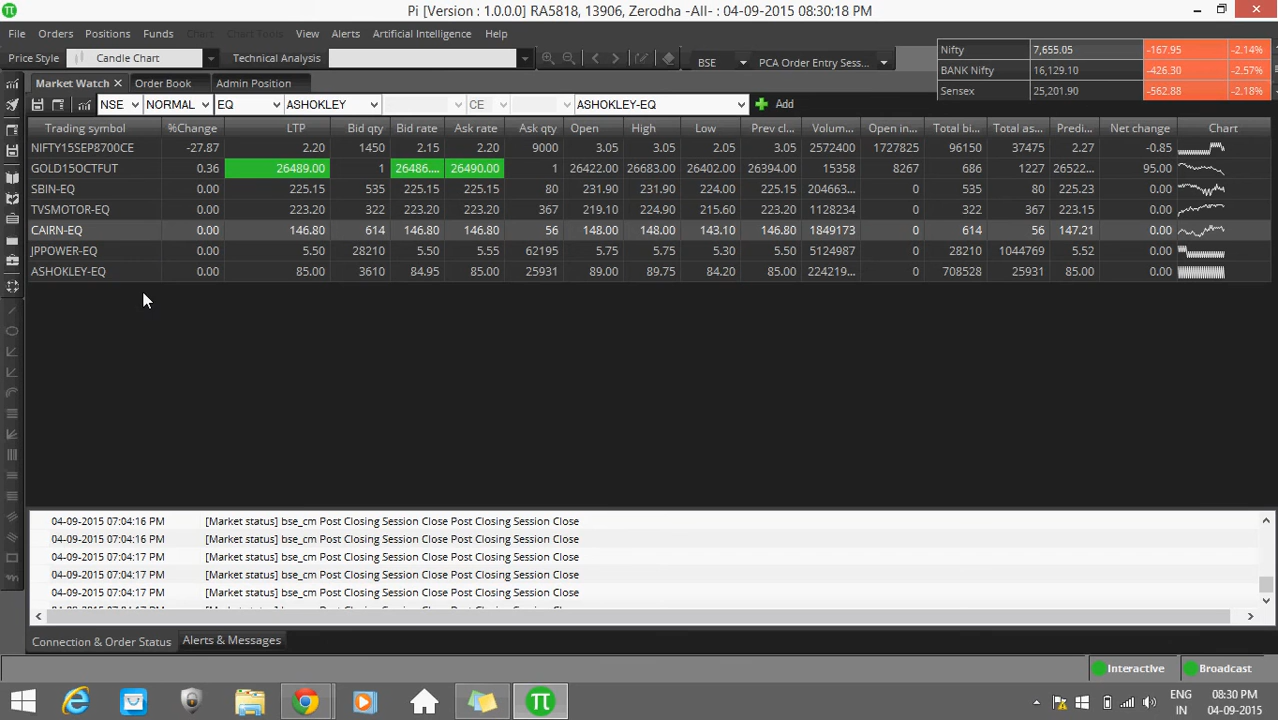 Pi [Version : 1.0.0.0] RA5818, 13906, Zerodha -All- : 04-09-2015 08:30:18 PM
File Orders Positions Funds Chart Chart Tools View Alerts Artificial Intelligence Help
Price Style Candle Chart Technical Analysis BSE PCA Order Entry Sess...
Nifty 7,655.05 -167.95 -2.14%
BANK Nifty 16,129.10 -426.30 -2.57%
Sensex 25,201.90 -562.88 -2.18%
Market Watch Order Book Admin Position
NSE NORMAL EQ ASHOKLEY CE ASHOKLEY-EQ Add
Trading symbol %Change LTP Bid qty Bid rate Ask rate Ask qty Open High Low Prev cl... Volum... Open in... Total bi... Total as... Predi... Net change Chart
NIFTY15SEP8700CE -27.87 2.20 1450 2.15 2.20 9000 3.05 3.05 2.05 3.05 2572400 1727825 96150 37475 2.27 -0.85
GOLD15OCTFUT 0.36 26489.00 1 26486.... 26490.00 1 26422.00 26683.00 26402.00 26394.00 15358 8267 686 1227 26522... 95.00
SBIN-EQ 0.00 225.15 535 225.15 225.15 80 231.90 231.90 224.00 225.15 204663... 0 535 80 225.23 0.00
TVSMOTOR-EQ 0.00 223.20 322 223.20 223.20 367 219.10 224.90 215.60 223.20 1128234 0 322 367 223.15 0.00
CAIRN-EQ 0.00 146.80 614 146.80 146.80 56 148.00 148.00 143.10 146.80 1849173 0 614 56 147.21 0.00
JPPOWER-EQ 0.00 5.50 28210 5.50 5.55 62195 5.75 5.75 5.30 5.50 5124987 0 28210 1044769 5.52 0.00
ASHOKLEY-EQ 0.00 85.00 3610 84.95 85.00 25931 89.00 89.75 84.20 85.00 224219... 0 708528 25931 85.00 0.00
04-09-2015 07:04:16 PM [Market status] bse_cm Post Closing Session Close Post Closing Session Close
04-09-2015 07:04:16 PM [Market status] bse_cm Post Closing Session Close Post Closing Session Close
04-09-2015 07:04:17 PM [Market status] bse_cm Post Closing Session Close Post Closing Session Close
04-09-2015 07:04:17 PM [Market status] bse_cm Post Closing Session Close Post Closing Session Close
04-09-2015 07:04:17 PM [Market status] bse_cm Post Closing Session Close Post Closing Session Close
Connection & Order Status Alerts & Messages
Interactive Broadcast
ENG 08:30 PM
IN 04-09-2015